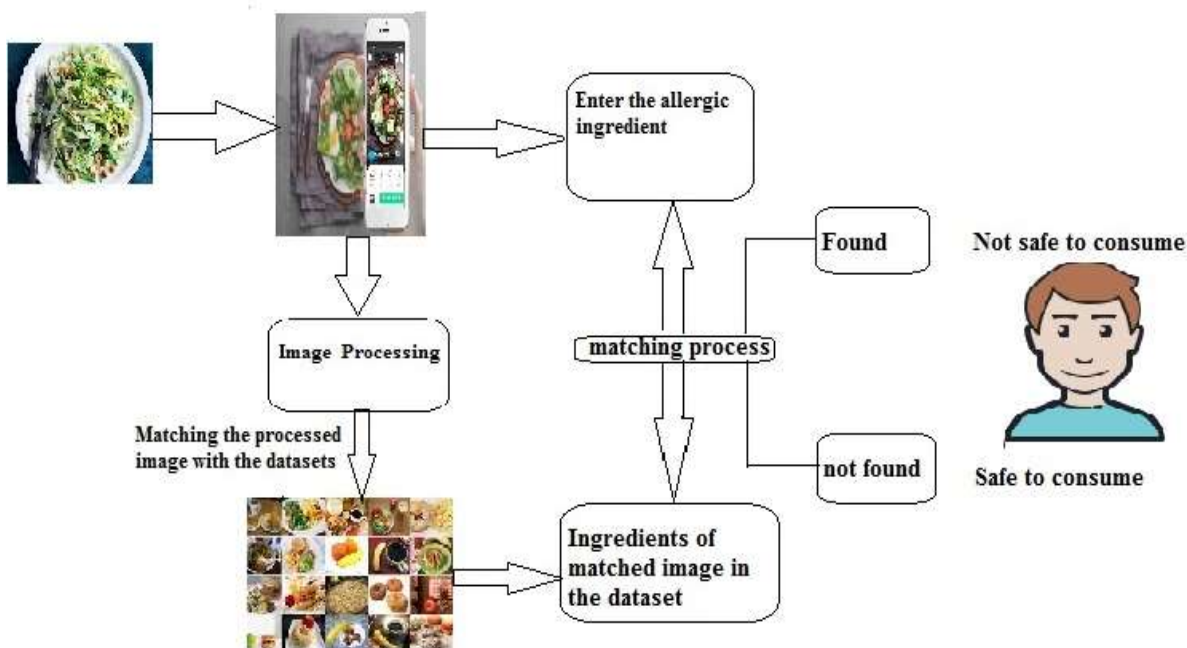 Enter the allergic
ingredient
Found
Not safe to consume
Image Processing
matching process
Matching the processed
image with the datasets
not found
Safe to consume
Ingredients of
matched image in
the dataset